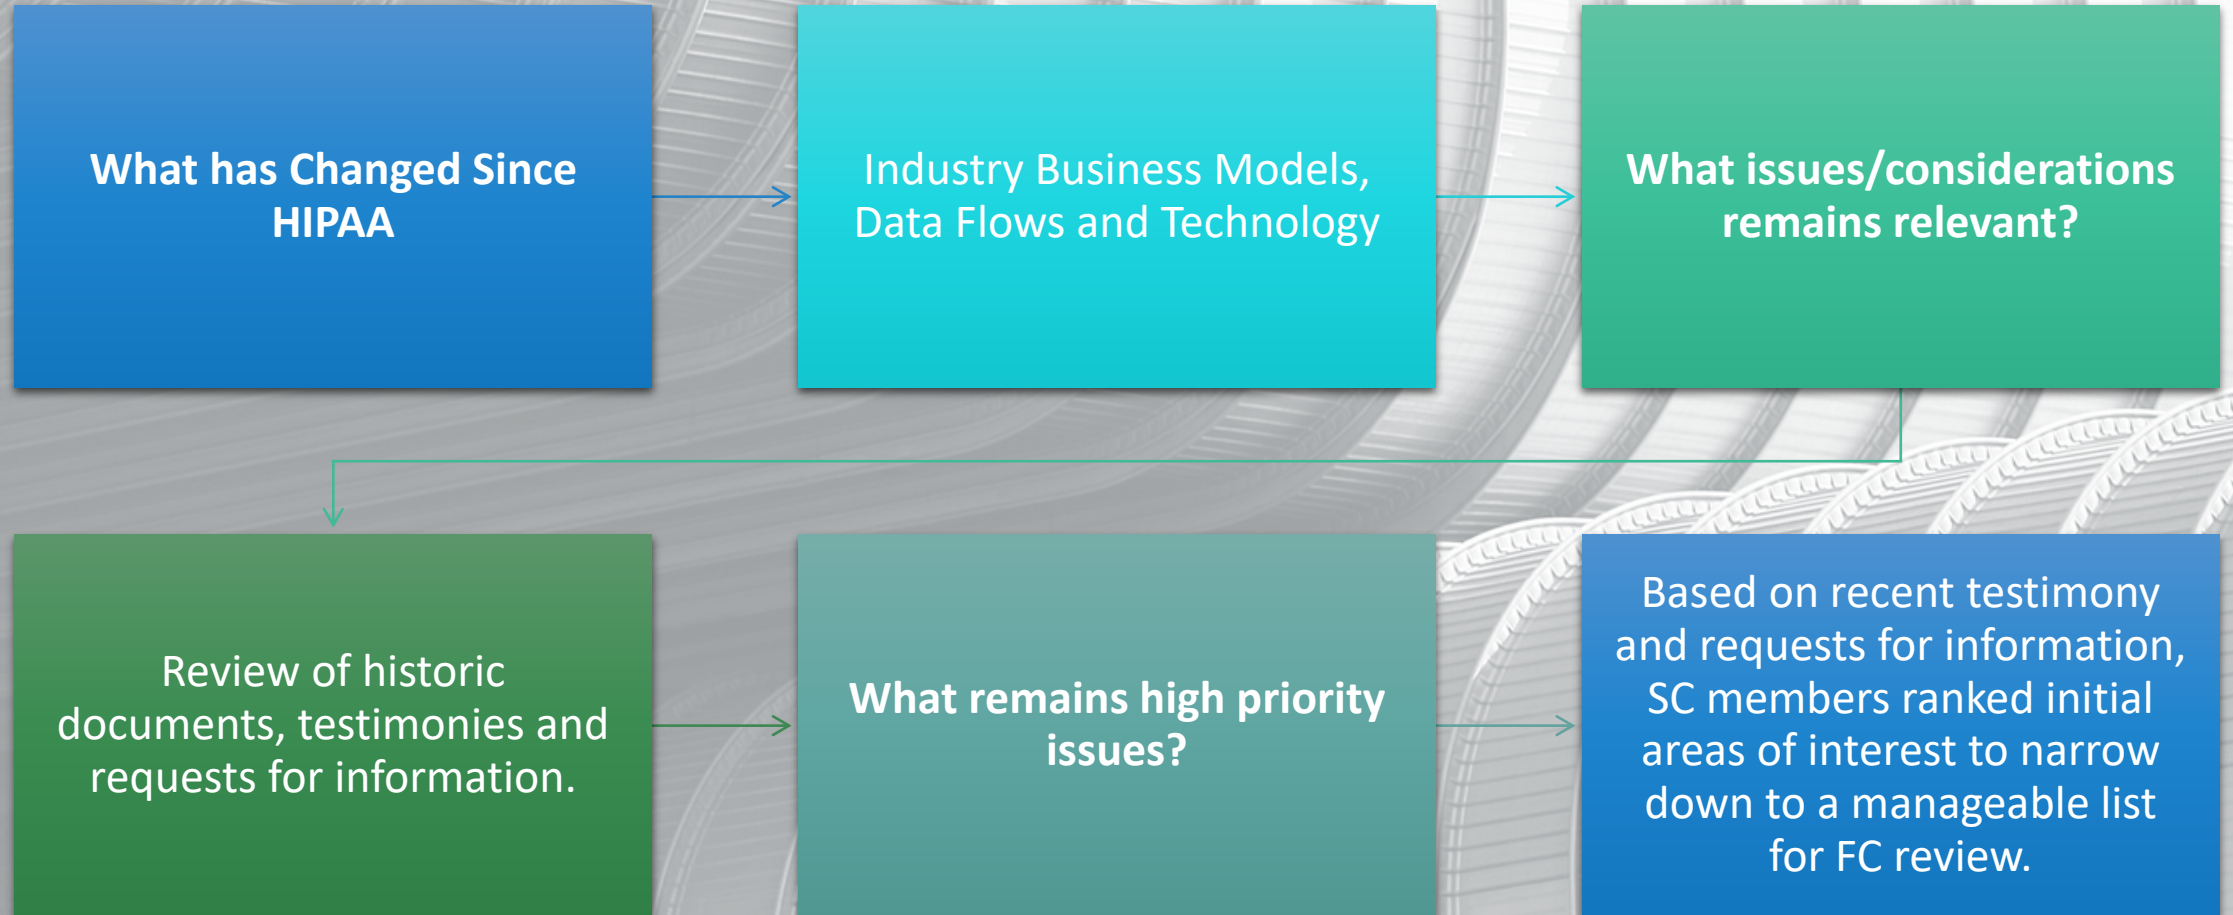 What has Changed Since
HIPAA
Industry Business Models,
Data Flows and Technology
What issues/considerations
remains relevant?
Review of historic
documents, testimonies and
requests for information.
What remains high priority
issues?
Based on recent testimony
and requests for information,
SC members ranked initial
areas of interest to narrow
down to a manageable list
for FC review.